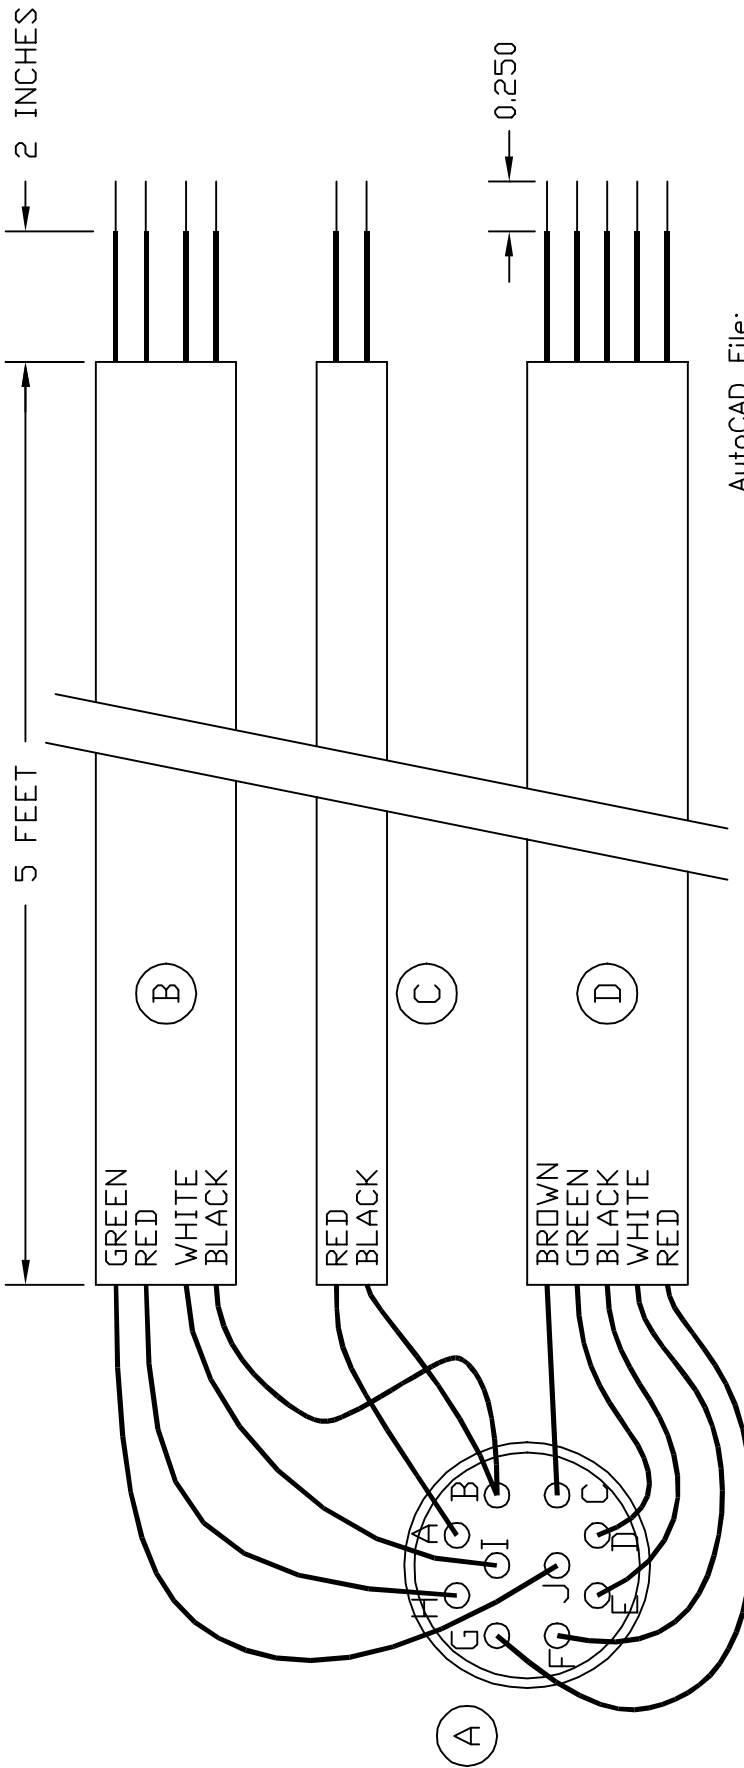 2 INCHES
5 FEET
0.250
GREEN
RED
WHITE
BLACK
B
RED
BLACK
C
BROWN
GREEN
BLACK
WHITE
RED
D
A
B
C
D
E
F
G
H
I
J
A
AutoCAD File: